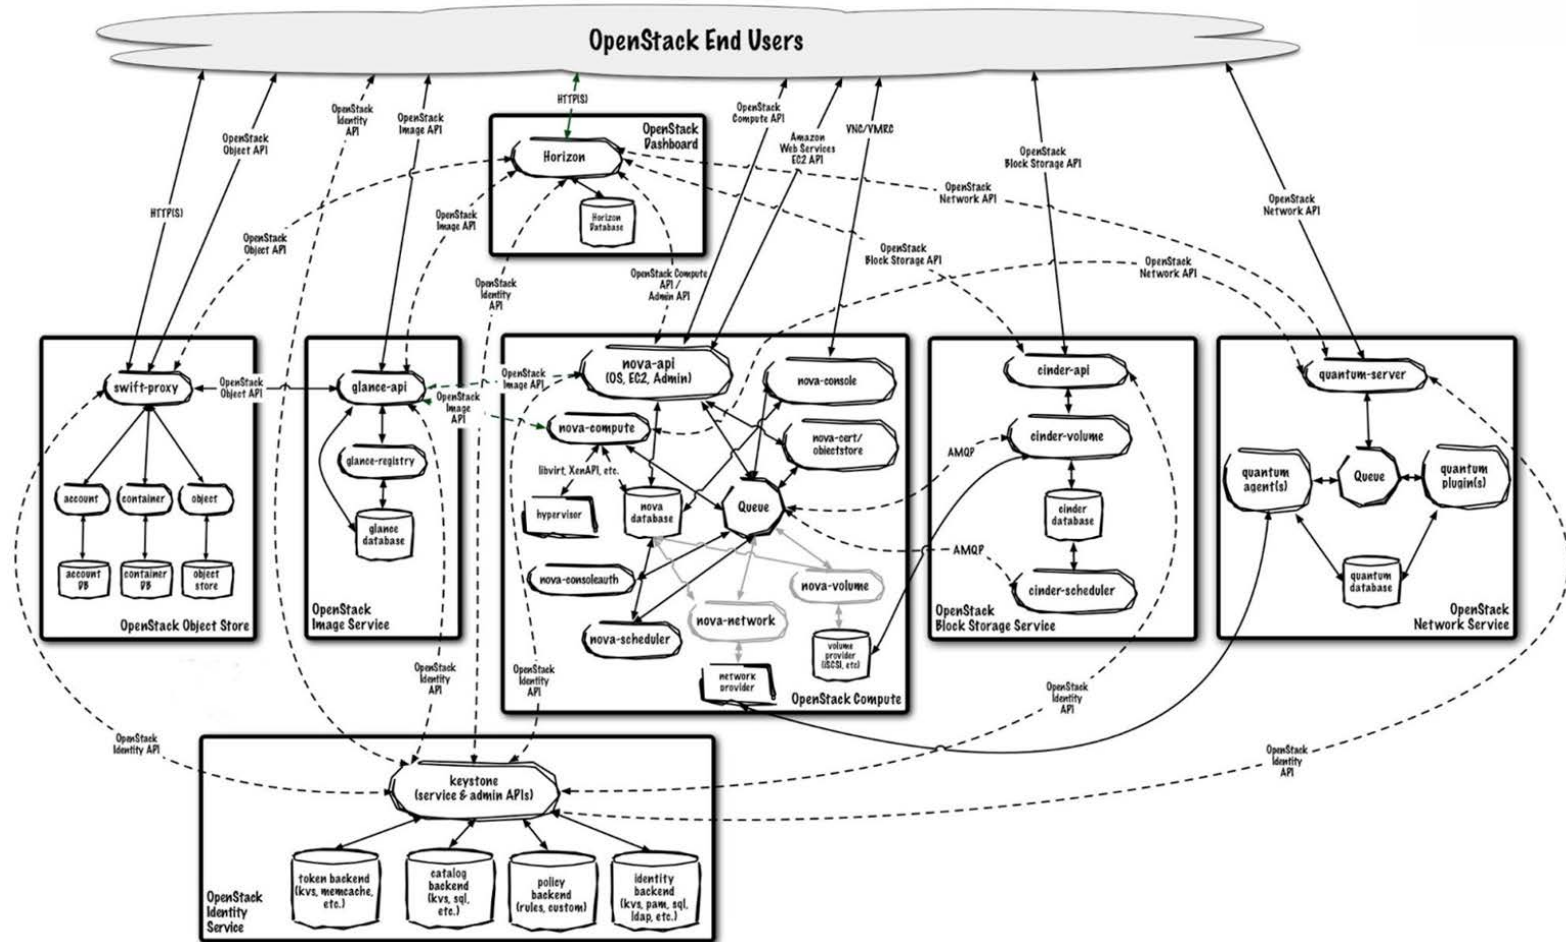 OpenStack End Users
HTTP(S)
OpenStack
Object API
OpenStack
Identity
API
OpenStack
Image API
HTTP(S)
OpenStack
Compute API
Amazon
Web Services
EC2 API
VNC/VMRC
OpenStack
Block Storage API
OpenStack
Network API
OpenStack
Dashboard
Horizon
Horizon
Database
OpenStack
Object API
OpenStack
Image API
OpenStack
Identity
API
OpenStack Compute
API /
Admin API
OpenStack
Network API
OpenStack
Block Storage API
OpenStack
Network API
swift-proxy
OpenStack
Object API
account
container
object
account
DB
container
DB
object
store
OpenStack Object Store
glance-api
glance-registry
glance
database
OpenStack
Image Service
OpenStack
Image API
OpenStack
Image
API
nova-api
(OS, EC2, Admin)
nova-console
nova-compute
nova-cert/
objectstore
libvirt, XenAPI, etc.
hypervisor
nova
database
Queue
nova-consoleauth
nova-volume
nova-network
nova-scheduler
volume
provider
(iSCSI, etc)
network
provider
OpenStack Compute
cinder-api
cinder-volume
AMQP
cinder
database
AMQP
cinder-scheduler
OpenStack
Block Storage Service
quantum-server
quantum
agent(s)
Queue
quantum
plugin(s)
quantum
database
OpenStack
Network Service
OpenStack
Identity API
OpenStack
Identity
API
OpenStack
Identity
API
OpenStack
Identity
API
OpenStack
Identity
API
keystone
(service & admin APIs)
token backend
(kvs, memcache,
etc.)
catalog
backend
(kvs, sql,
etc.)
policy
backend
(rules, custom)
identity
backend
(kvs, pam, sql,
ldap, etc.)
OpenStack
Identity
Service